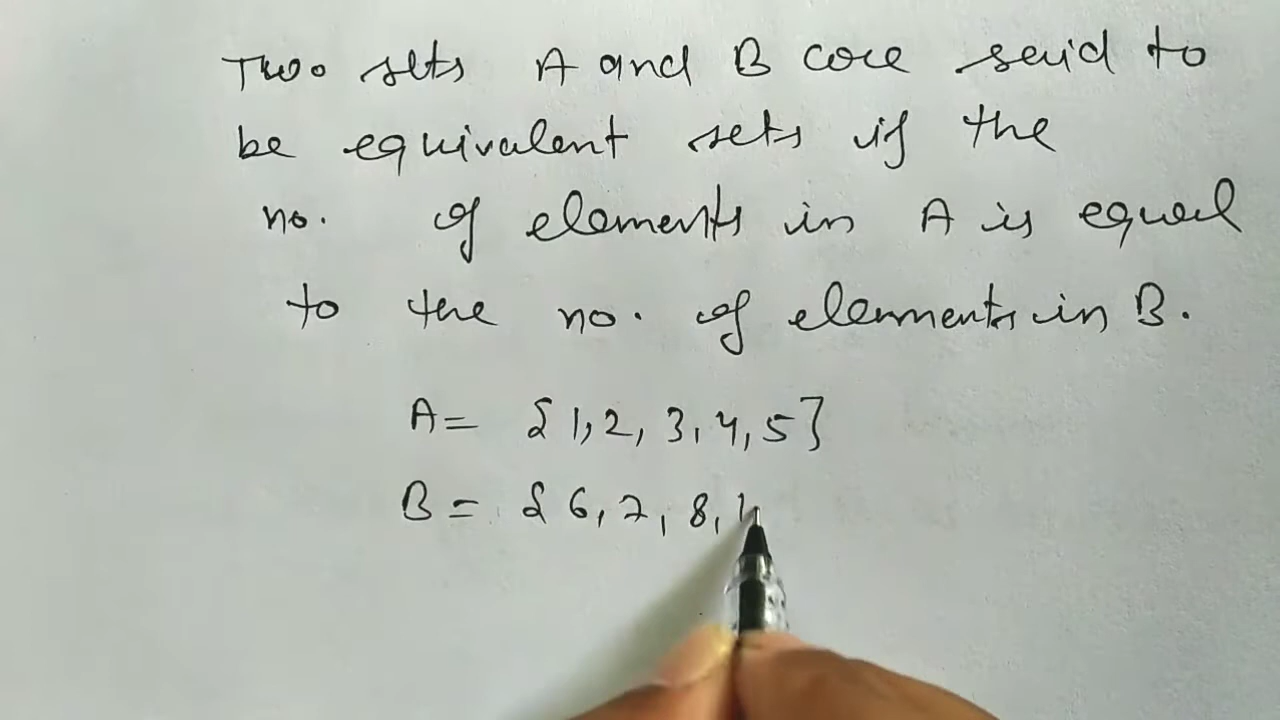 Two sets A and B are said to
be equivalent sets if the
no. of elements in A is equal
to the no. of elements in B.
A = {1, 2, 3, 4, 5}
B = {6, 7, 8, 1